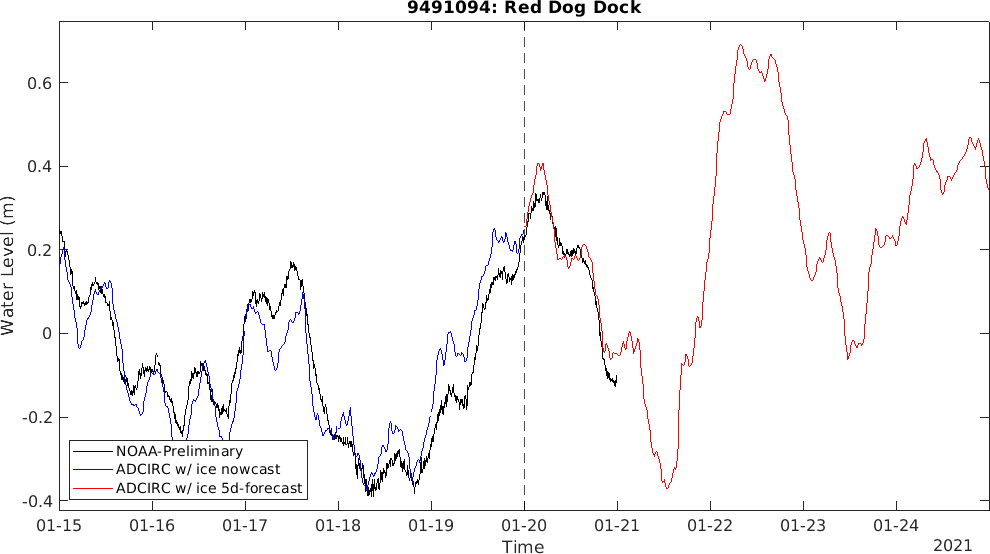 9491094: Red Dog Dock
Water Level (m)
0.6
0.4
0.2
0
-0.2
-0.4
NOAA-Preliminary
ADCIRC w/ ice nowcast
ADCIRC w/ ice 5d-forecast
01-15 01-16 01-17 01-18 01-19 01-20 01-21 01-22 01-23 01-24
Time
2021